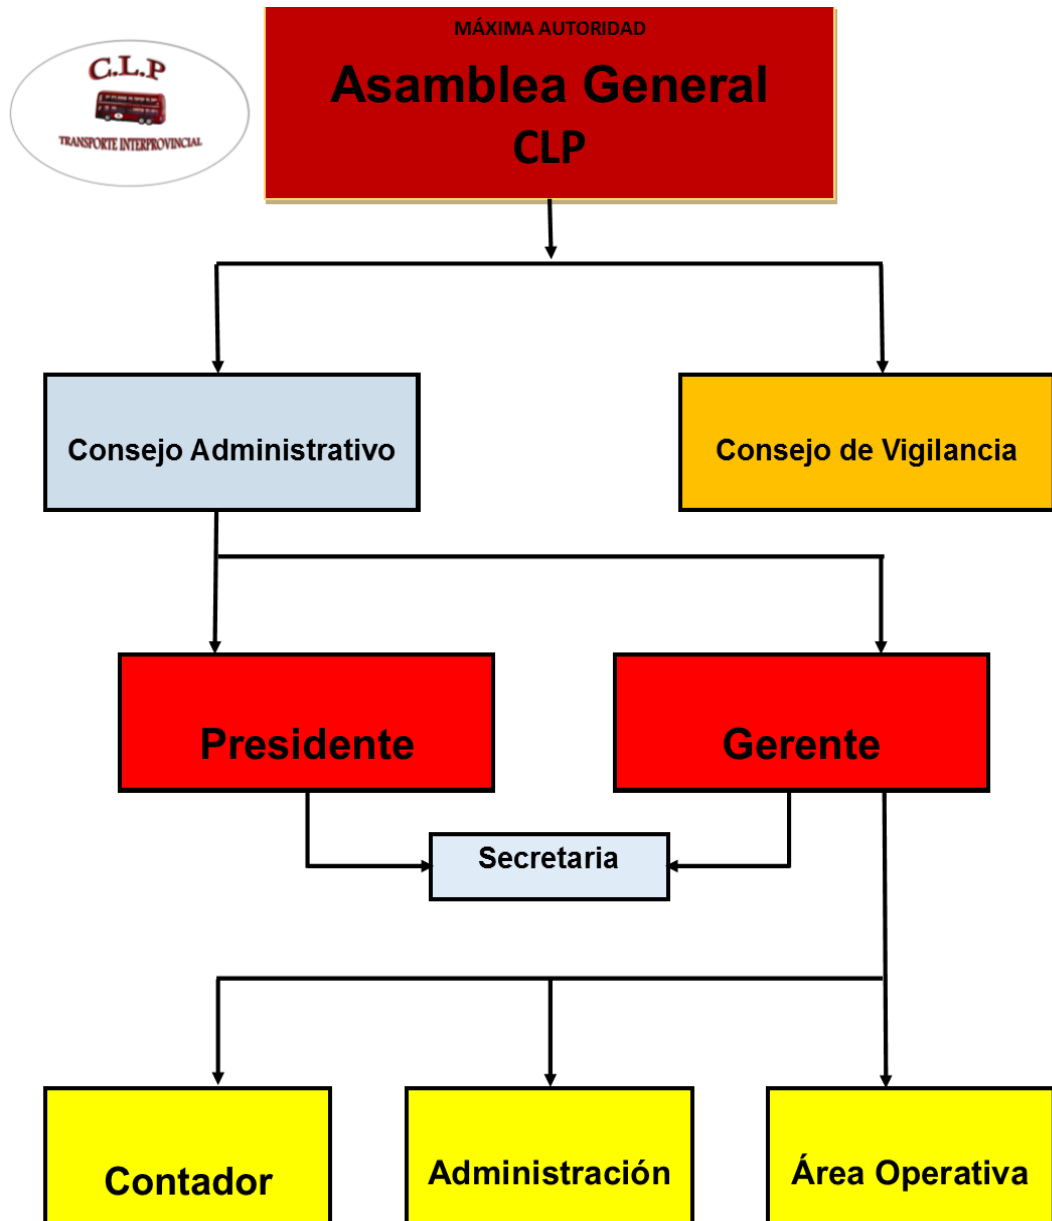 C.L.P
TRANSPORTE INTERPROVINCIAL
MÁXIMA AUTORIDAD
Asamblea General
CLP
Consejo Administrativo
Consejo de Vigilancia
Presidente
Gerente
Secretaria
Contador
Administración
Área Operativa